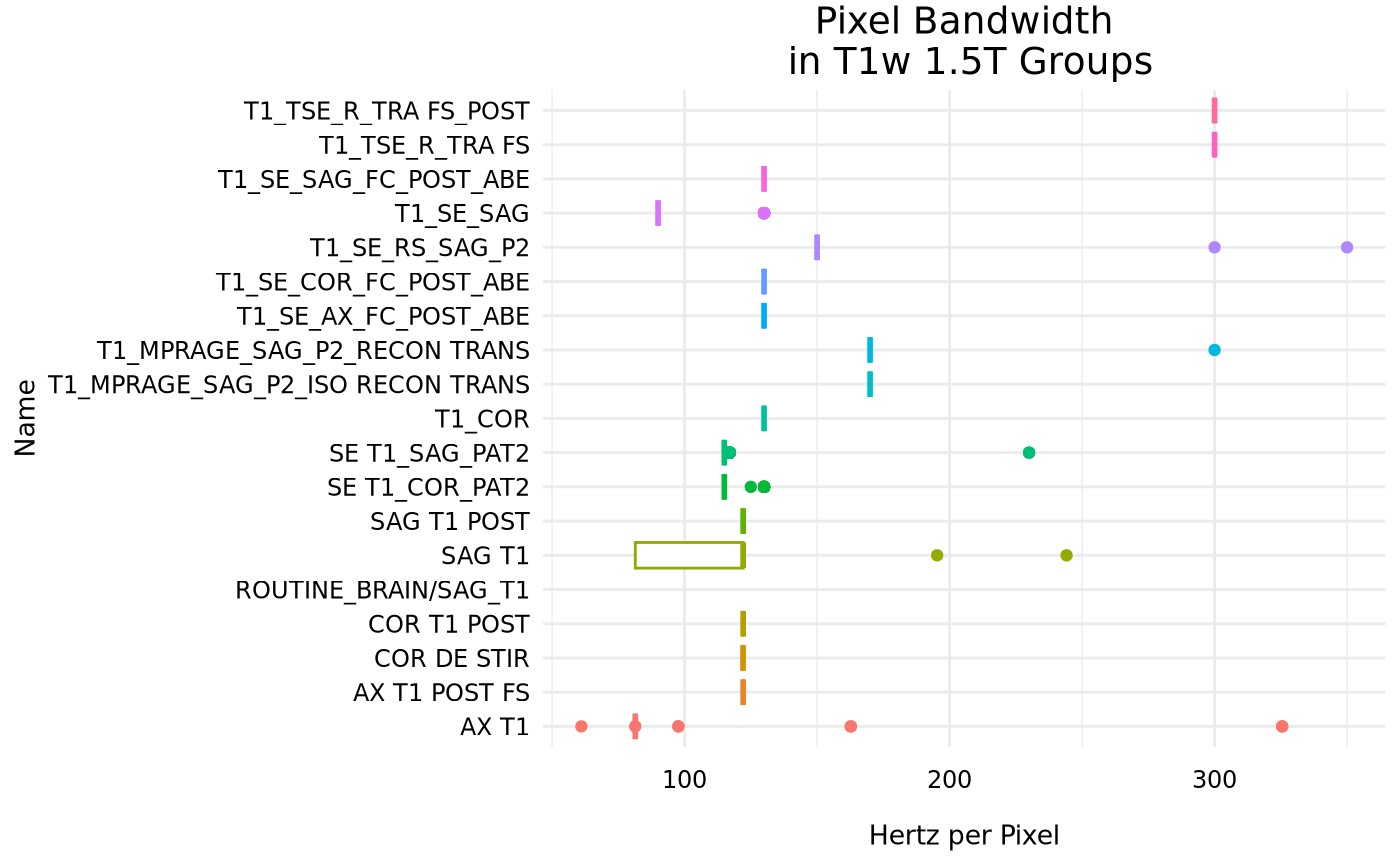 Pixel Bandwidth
in T1w 1.5T Groups
Name
T1_TSE_R_TRA FS_POST
T1_TSE_R_TRA FS
T1_SE_SAG_FC_POST_ABE
T1_SE_SAG
T1_SE_RS_SAG_P2
T1_SE_COR_FC_POST_ABE
T1_SE_AX_FC_POST_ABE
T1_MPRAGE_SAG_P2_RECON TRANS
T1_MPRAGE_SAG_P2_ISO RECON TRANS
T1_COR
SE T1_SAG_PAT2
SE T1_COR_PAT2
SAG T1 POST
SAG T1
ROUTINE_BRAIN/SAG_T1
COR T1 POST
COR DE STIR
AX T1 POST FS
AX T1
100 200 300
Hertz per Pixel